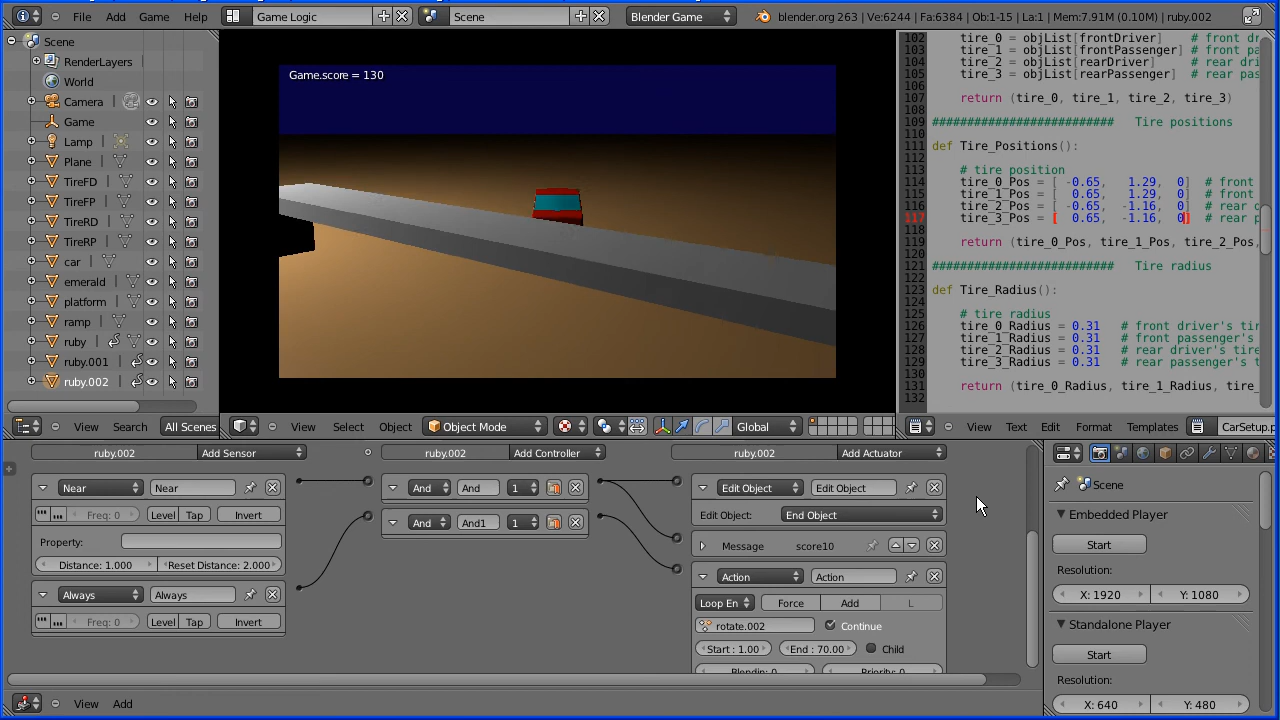 File Add Game Help Game Logic Scene Blender Game blender.org 263 | Ve:6244 | Fa:6384 | Ob:1-15 | La:1 | Mem:7.91M (0.10M) | ruby.002
Scene
RenderLayers
World
Camera
Game
Lamp
Plane
TireFD
TireFP
TireRD
TireRP
car
emerald
platform
ramp
ruby
ruby.001
ruby.002
View Search All Scenes
Game.score = 130
View Select Object Object Mode Global
102 tire_0 = objList[frontDriver] # front dr
103 tire_1 = objList[frontPassenger] # front pa
104 tire_2 = objList[rearDriver] # rear dri
105 tire_3 = objList[rearPassenger] # rear pas
106
107 return (tire_0, tire_1, tire_2, tire_3)
108
109 ########################## Tire positions
110
111 def Tire_Positions():
112
113 # tire position
114 tire_0_Pos = [ -0.65, 1.29, 0] # front
115 tire_1_Pos = [ 0.65, 1.29, 0] # front
116 tire_2_Pos = [ -0.65, -1.16, 0] # rear d
117 tire_3_Pos = [ 0.65, -1.16, 0] # rear p
118
119 return (tire_0_Pos, tire_1_Pos, tire_2_Pos,
120
121 ########################## Tire radius
122
123 def Tire_Radius():
124
125 # tire radius
126 tire_0_Radius = 0.31 # front driver's tir
127 tire_1_Radius = 0.31 # front passenger's
128 tire_2_Radius = 0.31 # rear driver's tire
129 tire_3_Radius = 0.31 # rear passenger's t
130
131 return (tire_0_Radius, tire_1_Radius, tire_
132
View Text Edit Format Templates CarSetup.p
ruby.002 Add Sensor ruby.002 Add Controller ruby.002 Add Actuator
Near Near
Freq: 0 Level Tap Invert
Property:
Distance: 1.000 Reset Distance: 2.000
Always Always
Freq: 0 Level Tap Invert
And And 1
And And1 1
Edit Object Edit Object
Edit Object: End Object
Message score10
Action Action
Loop En Force Add L
rotate.002 Continue
Start : 1.00 End : 70.00 Child
Blendin: 0 Priority: 0
View Add
Scene
Embedded Player
Start
Resolution:
X: 1920 Y: 1080
Standalone Player
Start
Resolution:
X: 640 Y: 480